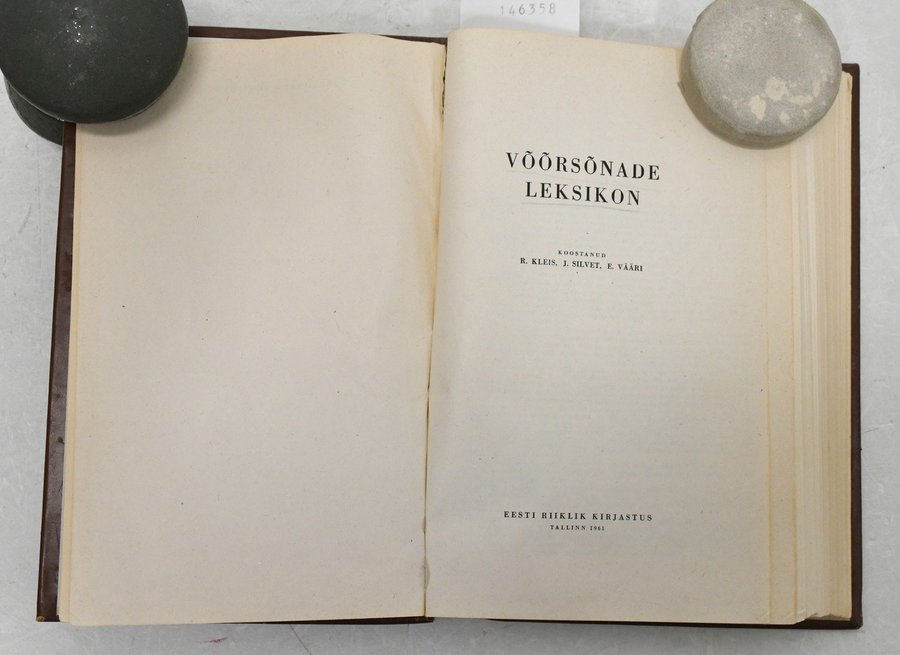 146358
VÕÕRSÕNADE
LEKSIKON
KOOSTANUD
R. KLEIS, J. SILVET, E. VÄÄRI
EESTI RIIKLIK KIRJASTUS
TALLINN 1961